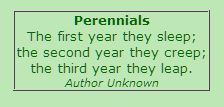 Perennials
The first year they sleep;
the second year they creep;
the third year they leap.
Author Unknown